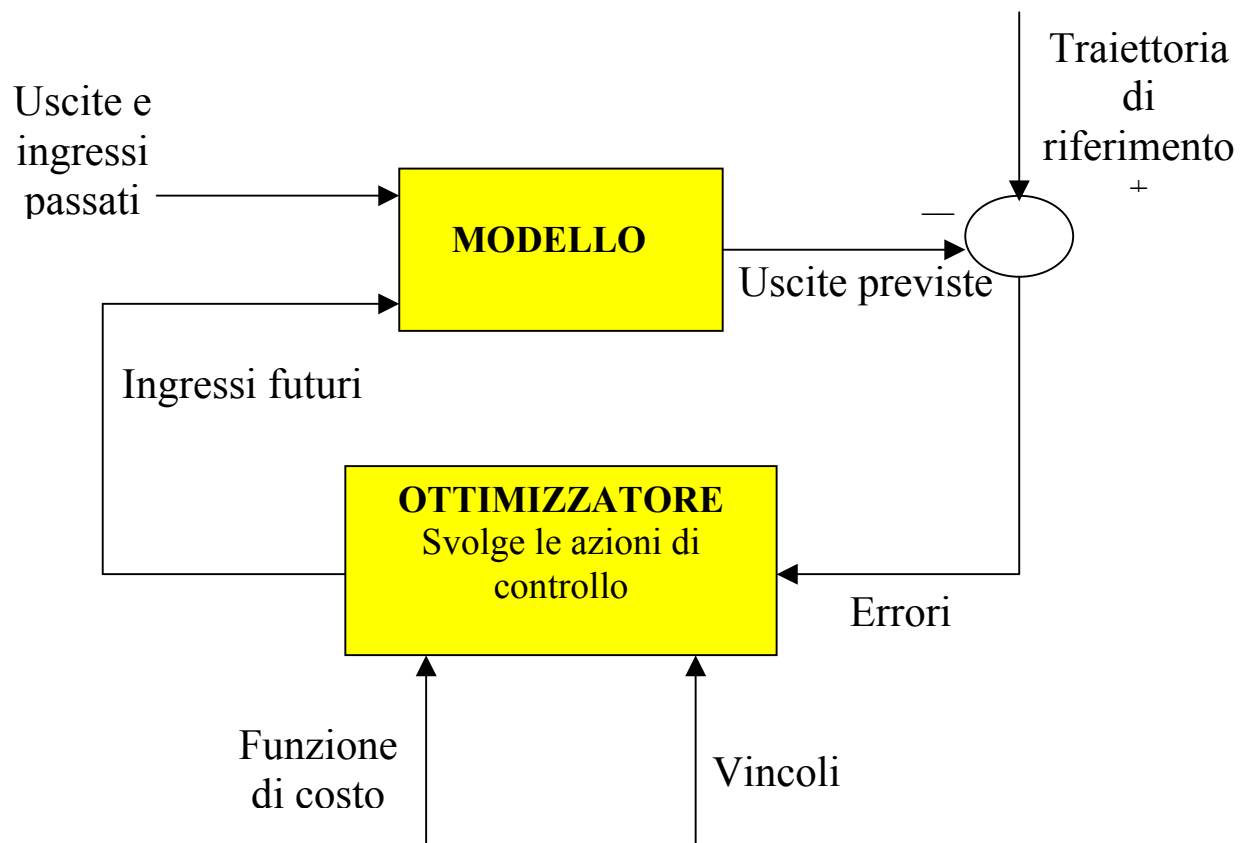 Traiettoria
di
riferimento
+
Uscite e
ingressi
passati
MODELLO
—
Uscite previste
Ingressi futuri
OTTIMIZZATORE
Svolge le azioni di
controllo
Errori
Funzione
di costo
Vincoli